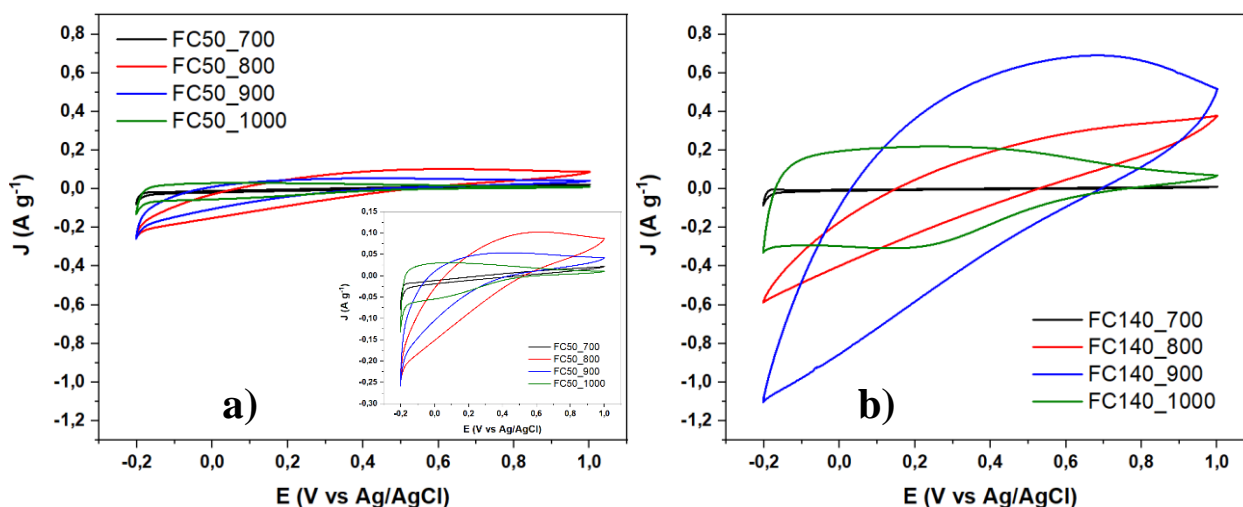 0,8
0,6
0,4
0,2
0,0
-0,2
-0,4
-0,6
-0,8
-1,0
-1,2
J (A g-1)
FC50_700
FC50_800
FC50_900
FC50_1000
0,15
0,10
0,05
0,00
-0,05
-0,10
-0,15
-0,20
-0,25
-0,30
J (A g-1)
FC50_700
FC50_800
FC50_900
FC50_1000
-0,2 0,0 0,2 0,4 0,6 0,8 1,0
E (V vs Ag/AgCl)
a)
-0,2 0,0 0,2 0,4 0,6 0,8 1,0
E (V vs Ag/AgCl)
0,8
0,6
0,4
0,2
0,0
-0,2
-0,4
-0,6
-0,8
-1,0
-1,2
J (A g-1)
FC140_700
FC140_800
FC140_900
FC140_1000
b)
-0,2 0,0 0,2 0,4 0,6 0,8 1,0
E (V vs Ag/AgCl)